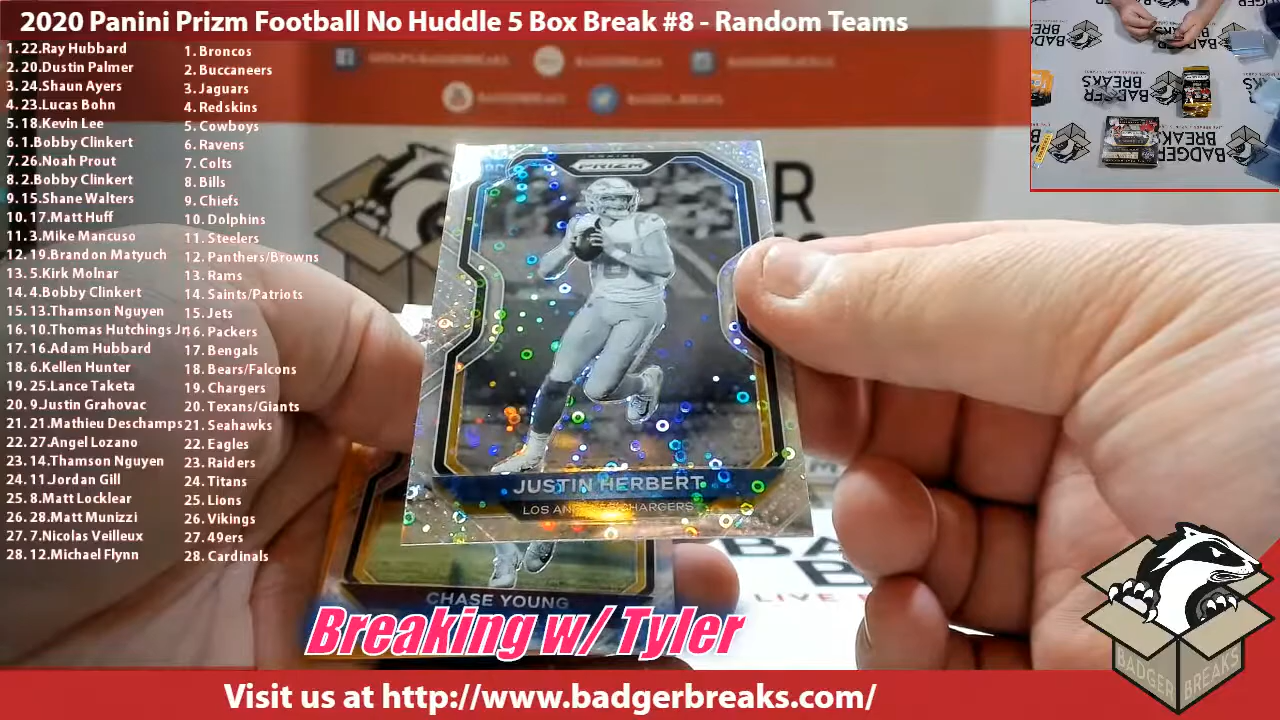 2020 Panini Prizm Football No Huddle 5 Box Break #8 - Random Teams
1. 22.Ray Hubbard
2. 20.Dustin Palmer
3. 24.Shaun Ayers
4. 23.Lucas Bohn
5. 18.Kevin Lee
6. 1.Bobby Clinkert
7. 26.Noah Prout
8. 2.Bobby Clinkert
9. 15.Shane Walters
10. 17.Matt Huff
11. 3.Mike Mancuso
12. 19.Brandon Matyuch
13. 5.Kirk Molnar
14. 4.Bobby Clinkert
15. 13.Thamson Nguyen
16. 10.Thomas Hutchings Jr
17. 16.Adam Hubbard
18. 6.Kellen Hunter
19. 25.Lance Taketa
20. 9.Justin Grahovac
21. 21.Mathieu Deschamps
22. 27.Angel Lozano
23. 14.Thamson Nguyen
24. 11.Jordan Gill
25. 8.Matt Locklear
26. 28.Matt Munizzi
27. 7.Nicolas Veilleux
28. 12.Michael Flynn
1. Broncos
2. Buccaneers
3. Jaguars
4. Redskins
5. Cowboys
6. Ravens
7. Colts
8. Bills
9. Chiefs
10. Dolphins
11. Steelers
12. Panthers/Browns
13. Rams
14. Saints/Patriots
15. Jets
16. Packers
17. Bengals
18. Bears/Falcons
19. Chargers
20. Texans/Giants
21. Seahawks
22. Eagles
23. Raiders
24. Titans
25. Lions
26. Vikings
27. 49ers
28. Cardinals
PANINI
PRIZM
JUSTIN HERBERT
LOS ANGELES CHARGERS
CHASE YOUNG
Breaking w/ Tyler
BADGER BREAKS
Visit us at http://www.badgerbreaks.com/